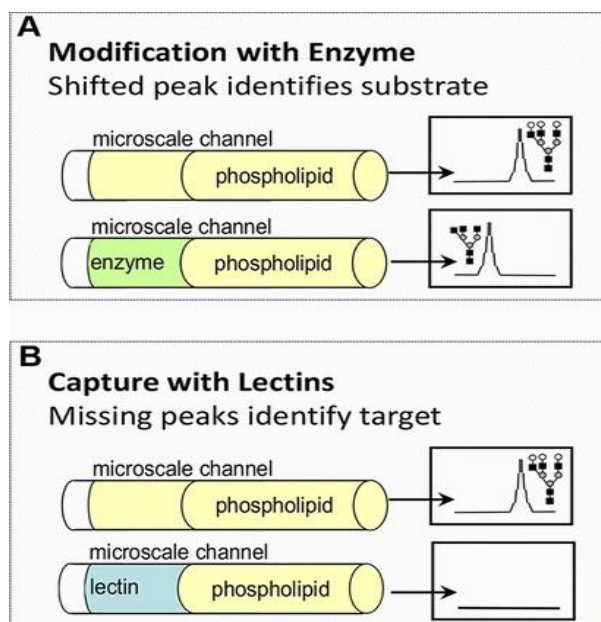 A
Modification with Enzyme
Shifted peak identifies substrate
microscale channel
phospholipid
microscale channel
enzyme
phospholipid
B
Capture with Lectins
Missing peaks identify target
microscale channel
phospholipid
microscale channel
lectin
phospholipid